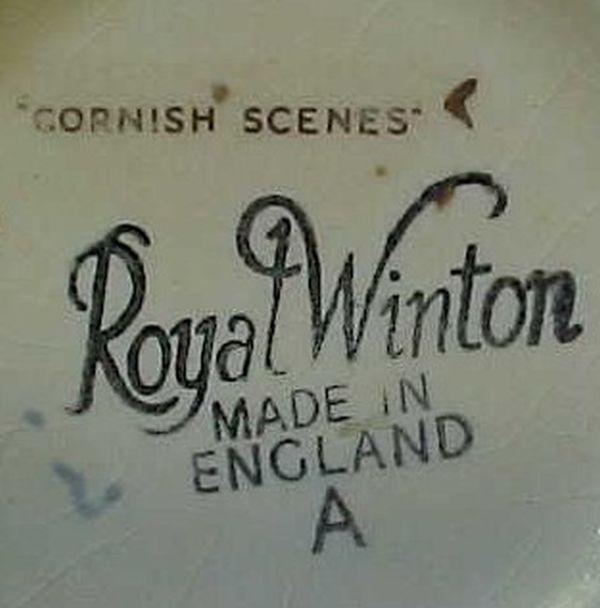 "CORNISH SCENES"
Royal Winton
MADE IN
ENGLAND
A